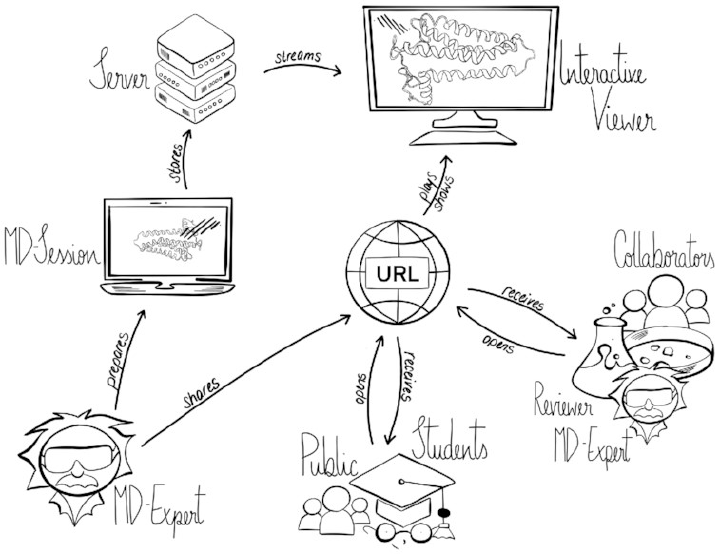 Server
streams
Interactive
Viewer
stores
plays
shows
MD-Session
URL
Collaborators
receives
opens
prepares
shares
opens
receives
Reviewer
MD-Expert
Public
Students
MD-Expert